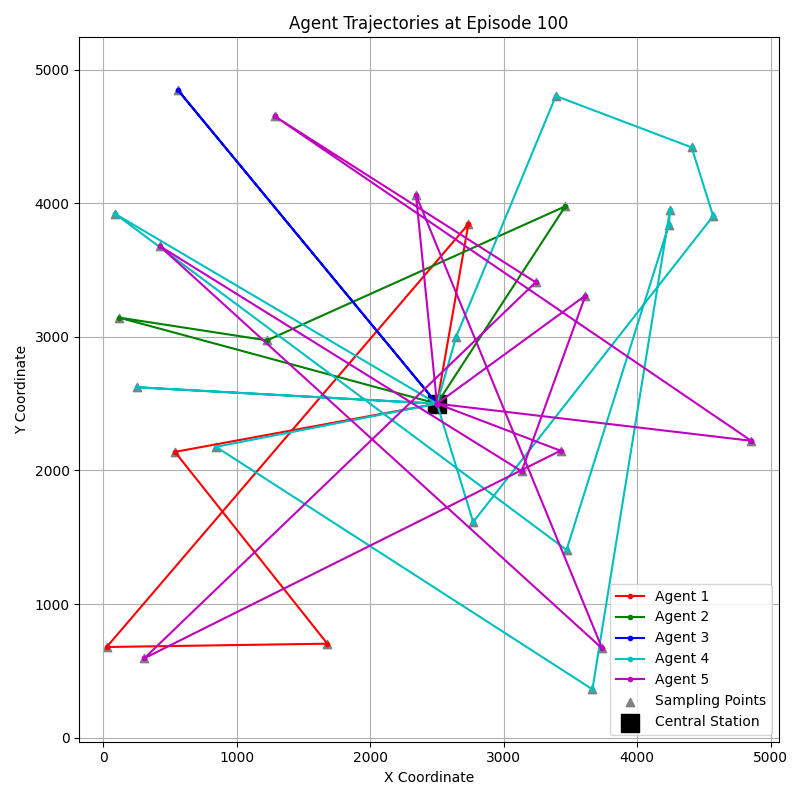 Agent Trajectories at Episode 100
Y Coordinate
5000
4000
3000
2000
1000
0
Agent 1
Agent 2
Agent 3
Agent 4
Agent 5
Sampling Points
Central Station
0 1000 2000 3000 4000 5000
X Coordinate